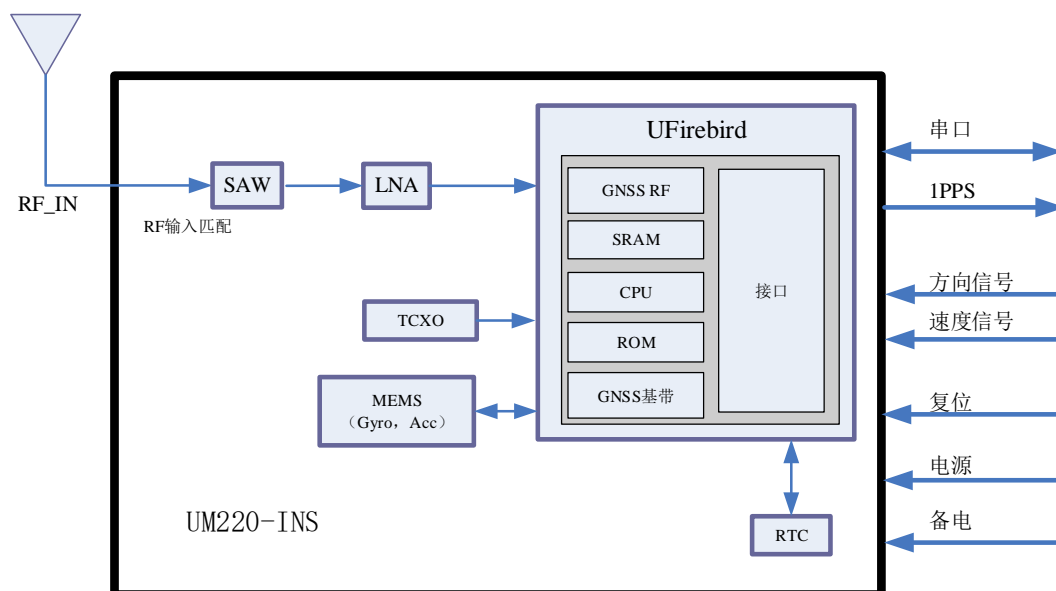 UFirebird
串口
SAW
LNA
GNSS RF
1PPS
RF_IN
RF输入匹配
SRAM
方向信号
CPU
接口
TCXO
速度信号
ROM
MEMS
（Gyro，Acc）
GNSS基带
复位
电源
UM220-INS
RTC
备电